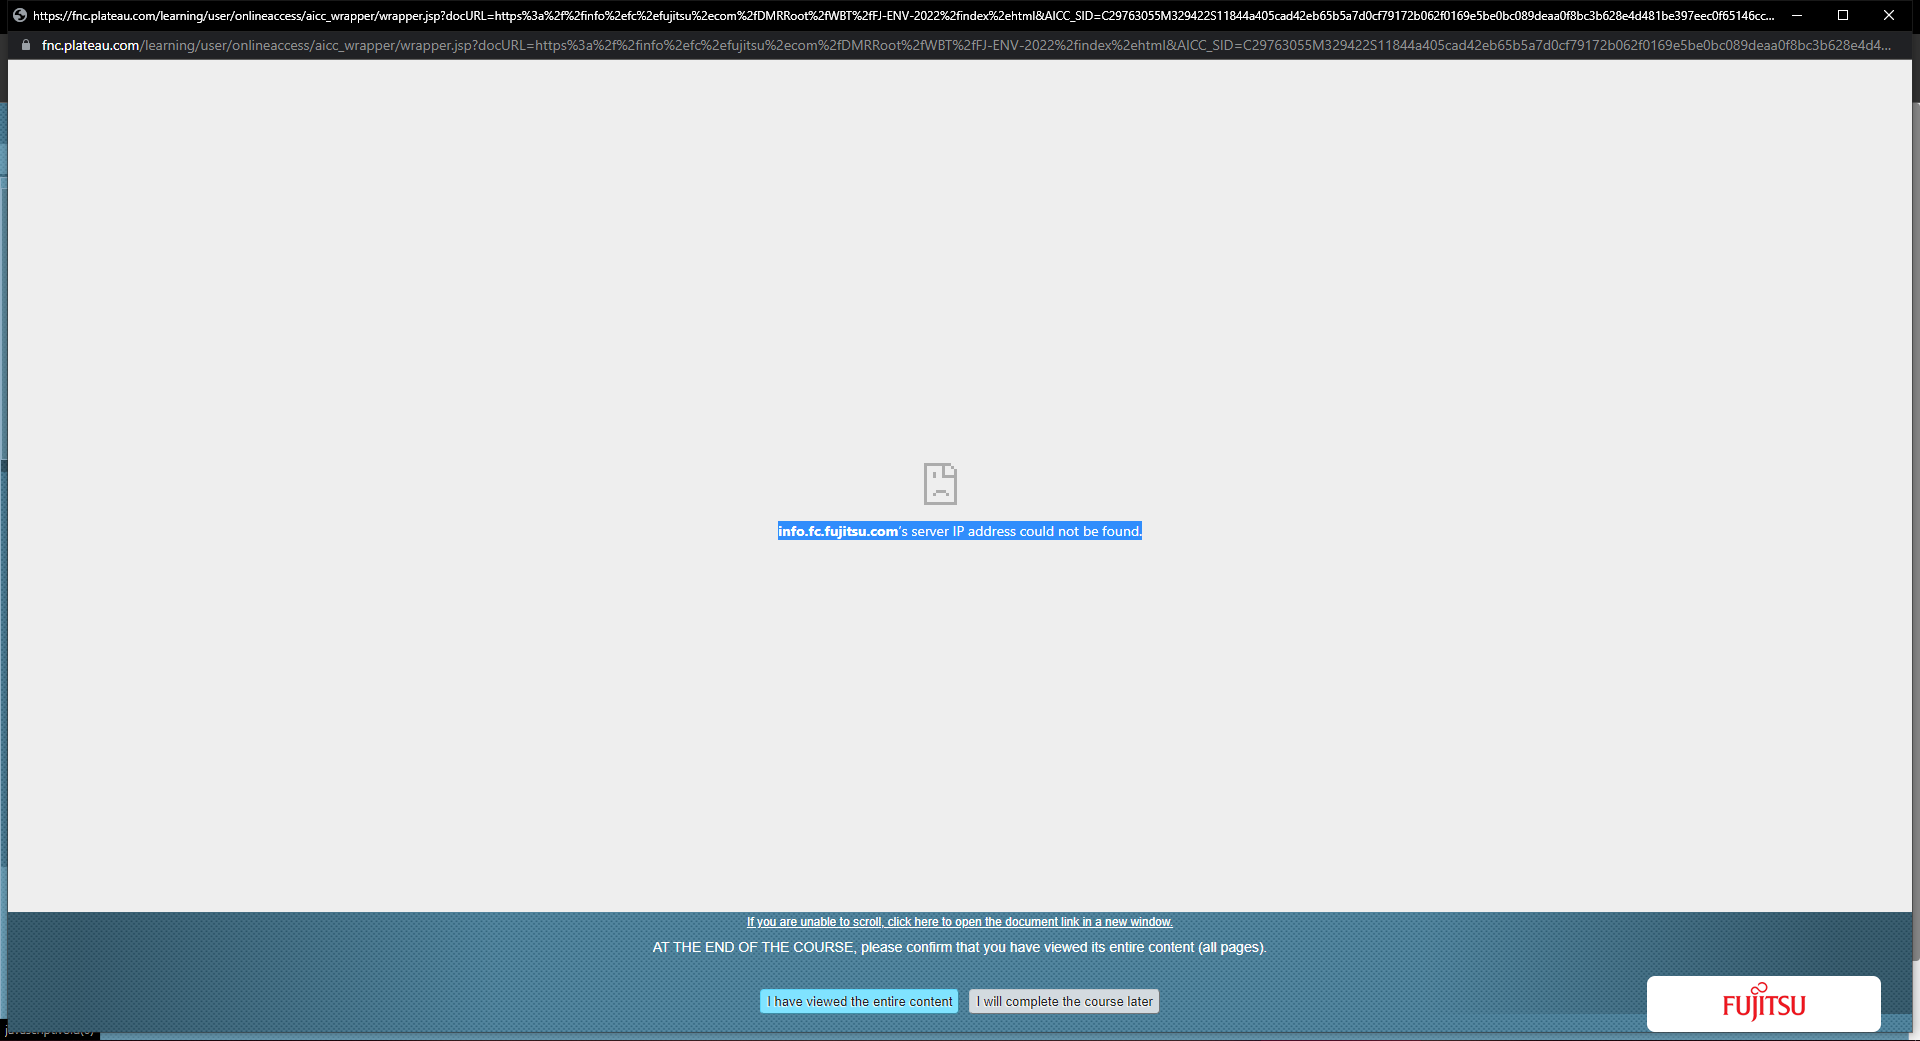 https://fnc.plateau.com/learning/user/onlineaccess/aicc_wrapper/wrapper.jsp?docURL=https%3a%2f%2finfo%2efc%2efujitsu%2ecom%2fDMRRoot%2fWBT%2fFJ-ENV-2022%2findex%2ehtml&AICC_SID=C29763055M329422S11844a405cad42eb65b5a7d0cf79172b062f0169e5be0bc089deaa0f8bc3b628e4d481be397eec0f65146cc...
fnc.plateau.com/learning/user/onlineaccess/aicc_wrapper/wrapper.jsp?docURL=https%3a%2f%2finfo%2efc%2efujitsu%2ecom%2fDMRRoot%2fWBT%2fFJ-ENV-2022%2findex%2ehtml&AICC_SID=C29763055M329422S11844a405cad42eb65b5a7d0cf79172b062f0169e5be0bc089deaa0f8bc3b628e4d4...
info.fc.fujitsu.com's server IP address could not be found.
If you are unable to scroll, click here to open the document link in a new window.
AT THE END OF THE COURSE, please confirm that you have viewed its entire content (all pages).
I have viewed the entire content
I will complete the course later
FUJITSU